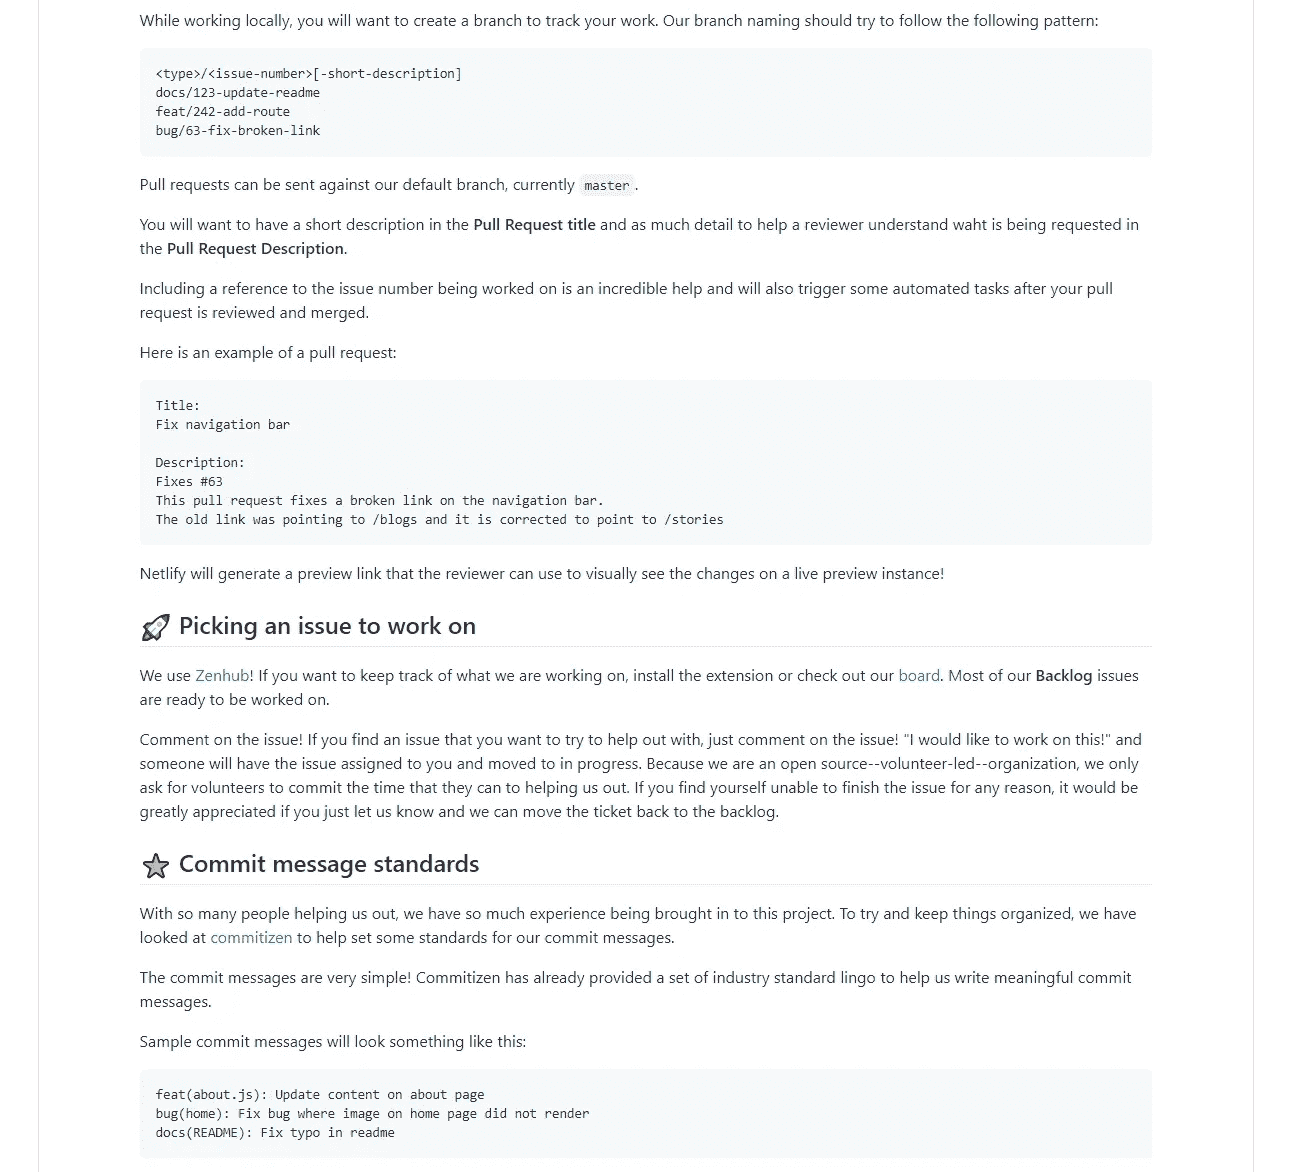 While working locally, you will want to create a branch to track your work. Our branch naming should try to follow the following pattern:
<type>/<issue-number>[-short-description]
docs/123-update-readme
feat/242-add-route
bug/63-fix-broken-link
Pull requests can be sent against our default branch, currently master.
You will want to have a short description in the Pull Request title and as much detail to help a reviewer understand waht is being requested in
the Pull Request Description.
Including a reference to the issue number being worked on is an incredible help and will also trigger some automated tasks after your pull
request is reviewed and merged.
Here is an example of a pull request:
Title:
Fix navigation bar
Description:
Fixes #63
This pull request fixes a broken link on the navigation bar.
The old link was pointing to /blogs and it is corrected to point to /stories
Netlify will generate a preview link that the reviewer can use to visually see the changes on a live preview instance!
Picking an issue to work on
We use Zenhub! If you want to keep track of what we are working on, install the extension or check out our board. Most of our Backlog issues
are ready to be worked on.
Comment on the issue! If you find an issue that you want to try to help out with, just comment on the issue! "I would like to work on this!" and
someone will have the issue assigned to you and moved to in progress. Because we are an open source--volunteer-led--organization, we only
ask for volunteers to commit the time that they can to helping us out. If you find yourself unable to finish the issue for any reason, it would be
greatly appreciated if you just let us know and we can move the ticket back to the backlog.
Commit message standards
With so many people helping us out, we have so much experience being brought in to this project. To try and keep things organized, we have
looked at commitizen to help set some standards for our commit messages.
The commit messages are very simple! Commitizen has already provided a set of industry standard lingo to help us write meaningful commit
messages.
Sample commit messages will look something like this:
feat(about.js): Update content on about page
bug(home): Fix bug where image on home page did not render
docs(README): Fix typo in readme